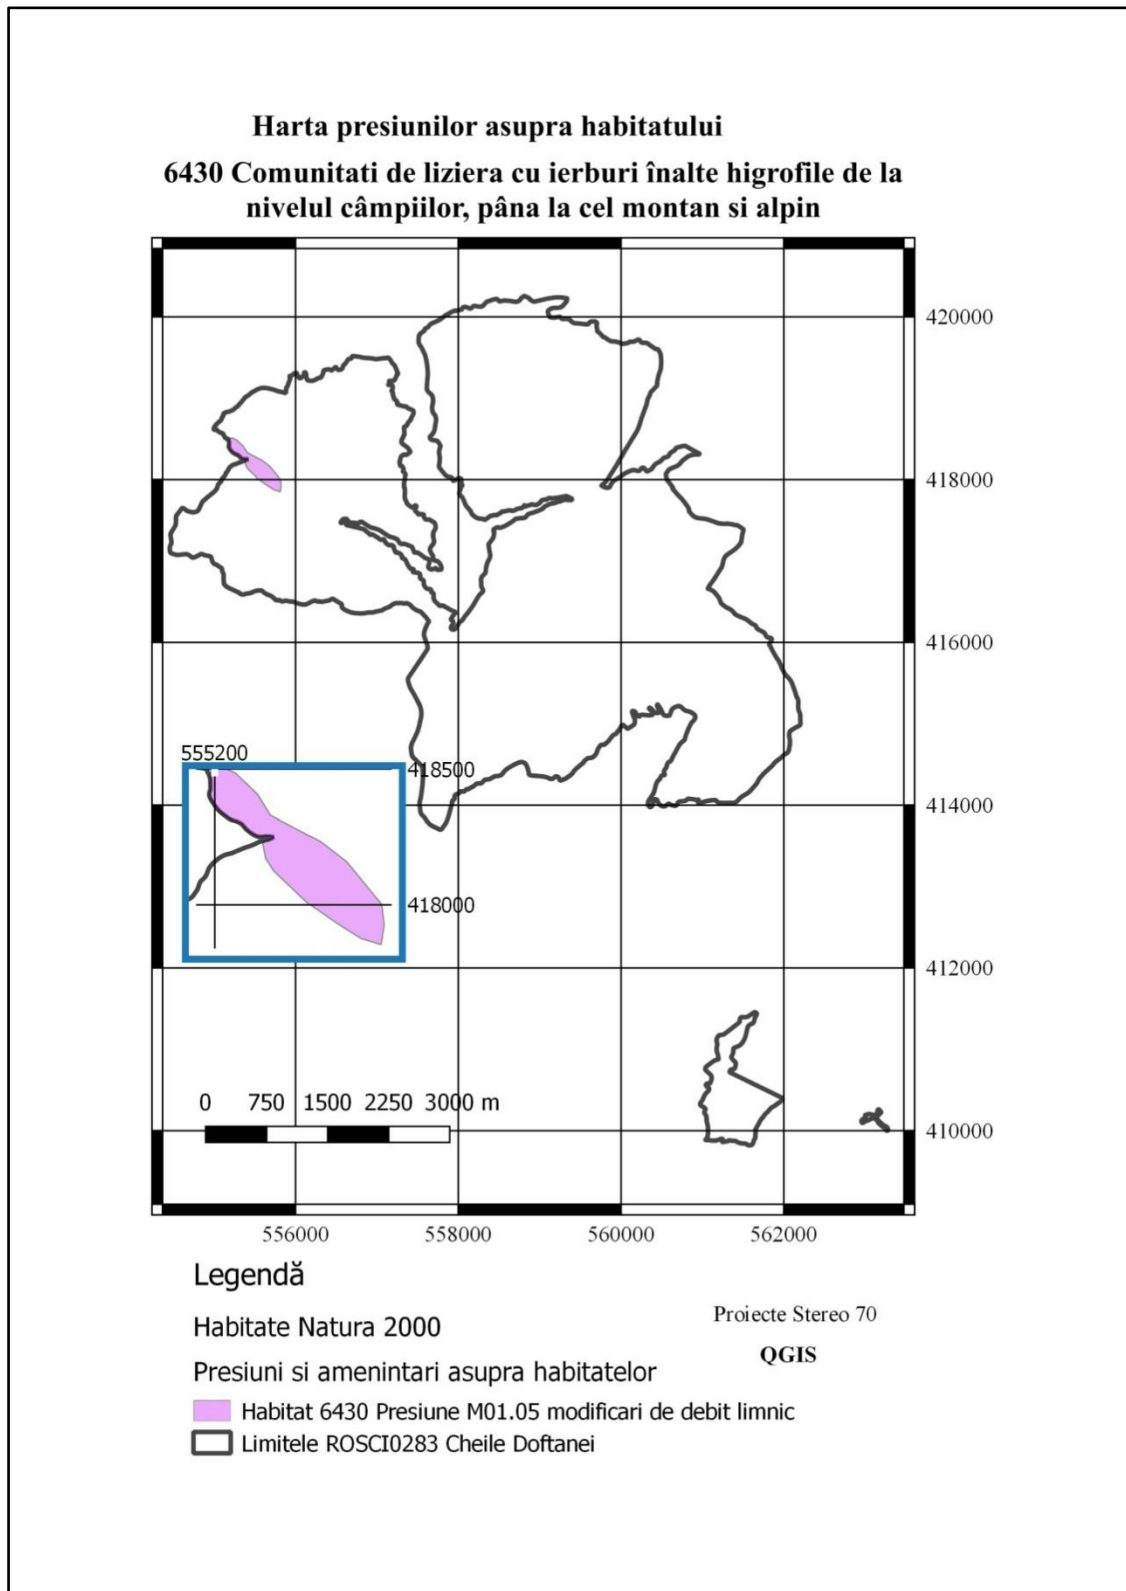 Harta presiunilor asupra habitatului
6430 Comunitati de liziera cu ierburi înalte higrofile de la
nivelul câmpiilor, pâna la cel montan si alpin
420000
418000
416000
414000
412000
410000
555200
418500
418000
0 750 1500 2250 3000 m
556000 558000 560000 562000
Legendă
Habitate Natura 2000
Presiuni si amenintari asupra habitatelor
Habitat 6430 Presiune M01.05 modificari de debit limnic
Limitele ROSCI0283 Cheile Doftanei
Proiecte Stereo 70
QGIS